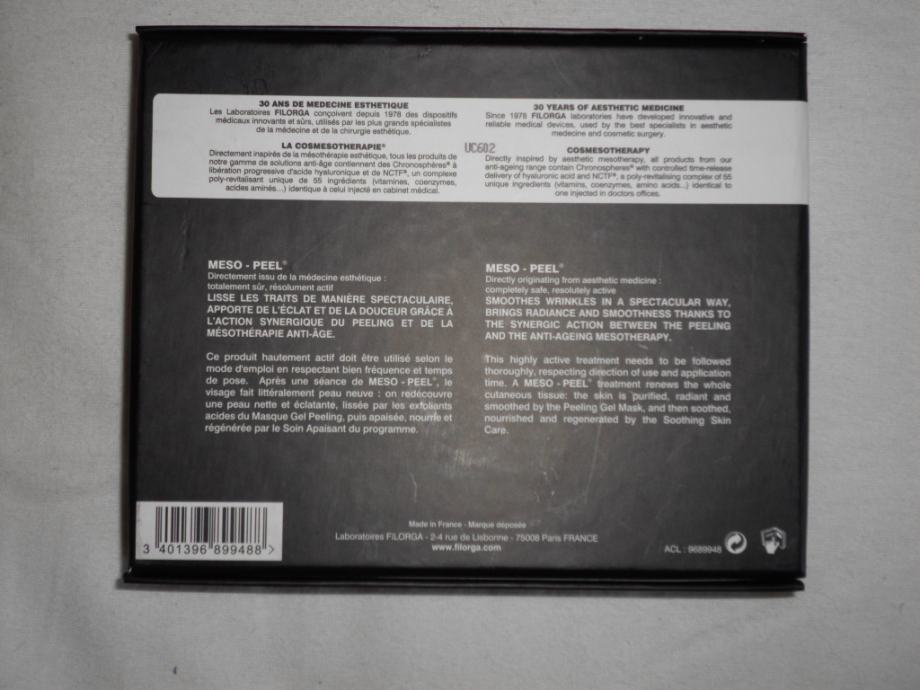 30 ANS DE MEDECINE ESTHETIQUE
Les Laboratoires FILORGA conçoivent depuis 1978 des dispositifs
médicaux innovants et sûrs, utilisés par les plus grands spécialistes
de la médecine et de la chirurgie esthétique.
LA COSMESOTHERAPIE®
Directement inspirés de la mésothérapie esthétique, tous les produits de
notre gamme de solutions anti-âge contiennent des Chronosphères® à
libération progressive d'acide hyaluronique et de NCTF®, un complexe
poly-revitalisant unique de 55 ingrédients (vitamines, coenzymes,
acides aminés...) identique à celui injecté en cabinet médical.
UC602
30 YEARS OF AESTHETIC MEDICINE
Since 1978 FILORGA laboratories have developed innovative and
reliable medical devices, used by the best specialists in aesthetic
medecine and cosmetic surgery.
COSMESOTHERAPY
Directly inspired by aesthetic mesotherapy, all products from our
anti-ageing range contain Chronospheres® with controlled time-release
delivery of hyaluronic acid and NCTF®, a poly-revitalising complex of 55
unique ingredients (vitamins, coenzymes, amino acids...) identical to
one injected in doctors offices.
MESO - PEEL®
Directement issu de la médecine esthétique :
totalement sûr, résolument actif
LISSE LES TRAITS DE MANIÈRE SPECTACULAIRE,
APPORTE DE L'ÉCLAT ET DE LA DOUCEUR GRÂCE À
L'ACTION SYNERGIQUE DU PEELING ET DE LA
MÉSOTHÉRAPIE ANTI-ÂGE.
Ce produit hautement actif doit être utilisé selon le
mode d'emploi en respectant bien fréquence et temps
de pose. Après une séance de MESO - PEEL®, le
visage fait littéralement peau neuve : on redécouvre
une peau nette et éclatante, lissée par les exfoliants
acides du Masque Gel Peeling, puis apaisée, nourrie et
régénérée par le Soin Apaisant du programme.
MESO - PEEL®
Directly originating from aesthetic medicine :
completely safe, resolutely active
SMOOTHES WRINKLES IN A SPECTACULAR WAY,
BRINGS RADIANCE AND SMOOTHNESS THANKS TO
THE SYNERGIC ACTION BETWEEN THE PEELING
AND THE ANTI-AGEING MESOTHERAPY.
This highly active treatment needs to be followed
thoroughly, respecting direction of use and application
time. A MESO - PEEL® treatment renews the whole
cutaneous tissue: the skin is purified, radiant and
smoothed by the Peeling Gel Mask, and then soothed,
nourished and regenerated by the Soothing Skin
Care.
3 401396 899488 >
Made in France - Marque déposée
Laboratoires FILORGA - 2-4 rue de Lisbonne - 75008 Paris FRANCE
www.filorga.com
ACL : 9689948